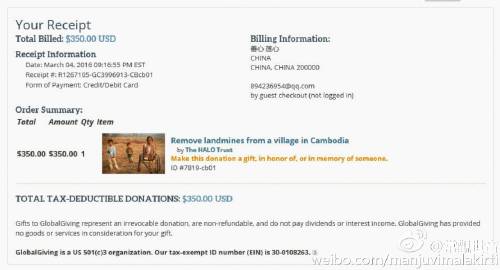 Your Receipt
Total Billed: $350.00 USD
Receipt Information
Date: March 04, 2016 09:16:55 PM EST
Receipt #: R1267105-GC3996913-CBcb01
Form of Payment: Credit/Debit Card
Billing Information:
CHINA
CHINA, CHINA 200000
894236954@qq.com
by guest checkout (not logged in)
Order Summary:
Total Amount Qty Item
$350.00 $350.00 1
Remove landmines from a village in Cambodia
by The HALO Trust
Make this donation a gift, in honor of, or in memory of someone.
ID #7819-cb01
TOTAL TAX-DEDUCTIBLE DONATIONS: $350.00 USD
Gifts to GlobalGiving represent an irrevocable donation, are non-refundable, and do not pay dividends or interest income. GlobalGiving has provided
no goods or services in consideration for your gift.
GlobalGiving is a US 501(c)3 organization. Our tax-exempt ID number (EIN) is 30-0108263.
weibo.com/manjuvimalakirti